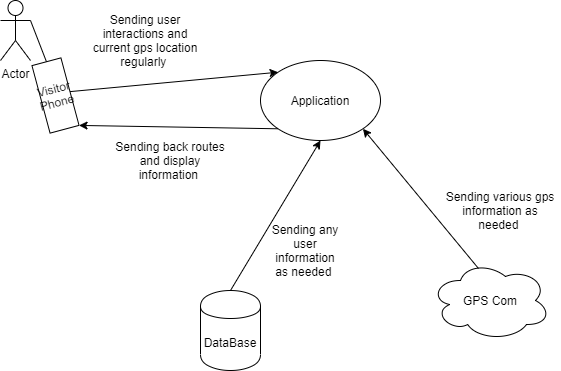 Sending user
interactions and
current gps location
regularly
Actor
Visitor
Phone
Application
Sending back routes
and display
information
Sending various gps
information as
needed
Sending any
user
information
as needed
GPS Com
DataBase